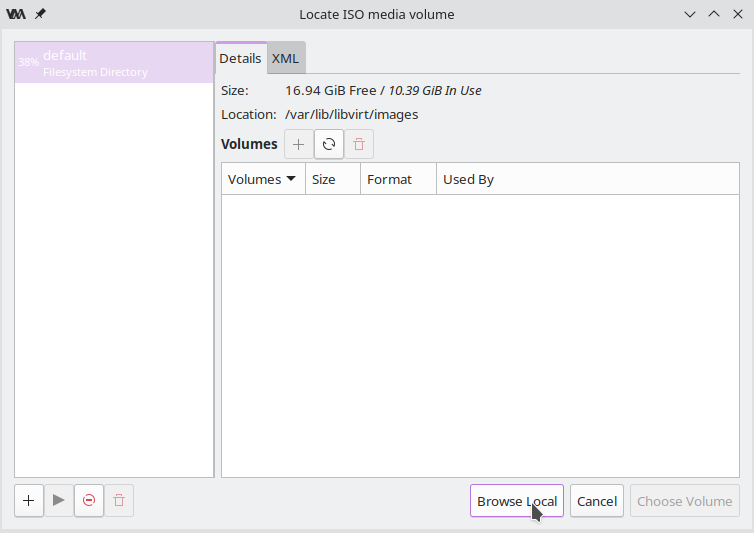 Locate ISO media volume
38% default
Filesystem Directory
Details XML
Size: 16.94 GiB Free / 10.39 GiB In Use
Location: /var/lib/libvirt/images
Volumes
Volumes Size Format Used By
Browse Local Cancel Choose Volume